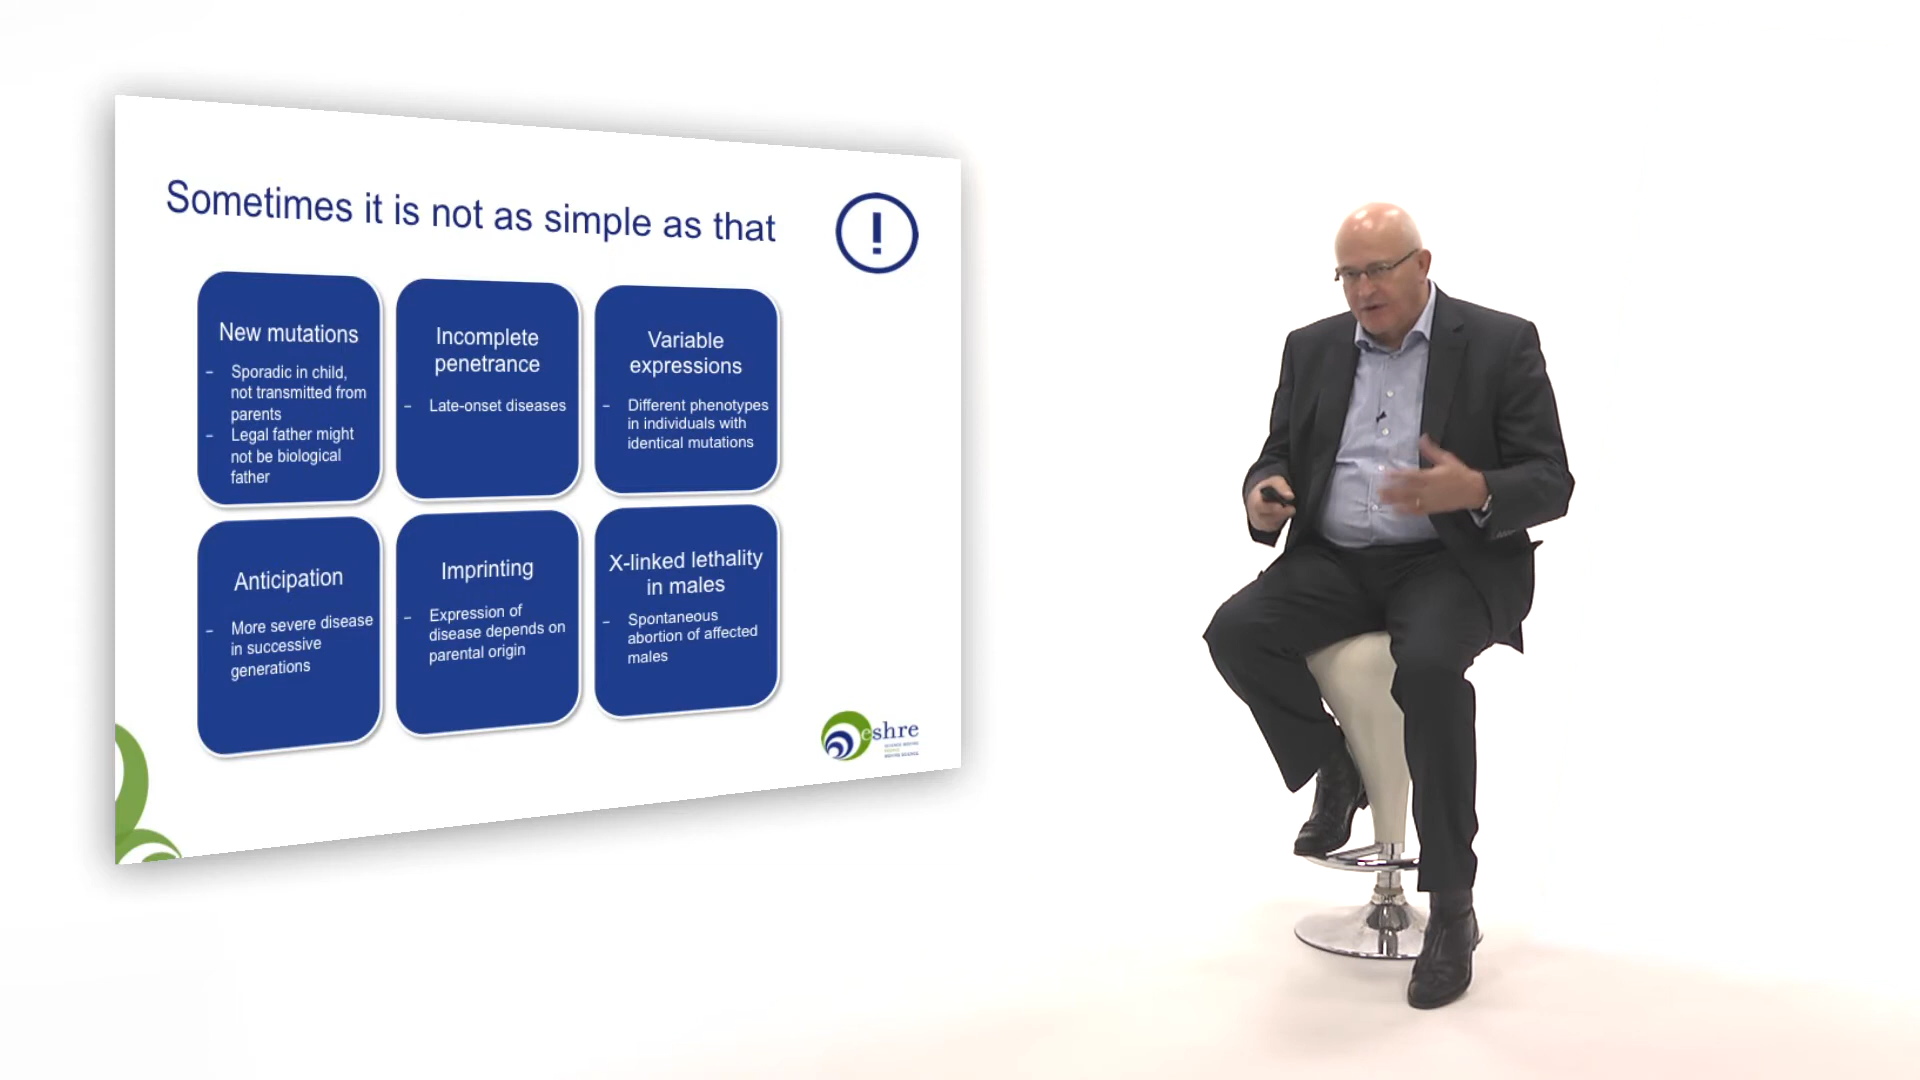 Sometimes it is not as simple as that
!
New mutations
– Sporadic in child,
not transmitted from
parents
– Legal father might
not be biological
father
Incomplete
penetrance
– Late-onset diseases
Variable
expressions
– Different phenotypes
in individuals with
identical mutations
Anticipation
– More severe disease
in successive
generations
Imprinting
– Expression of
disease depends on
parental origin
X-linked lethality
in males
– Spontaneous
abortion of affected
males
eshre